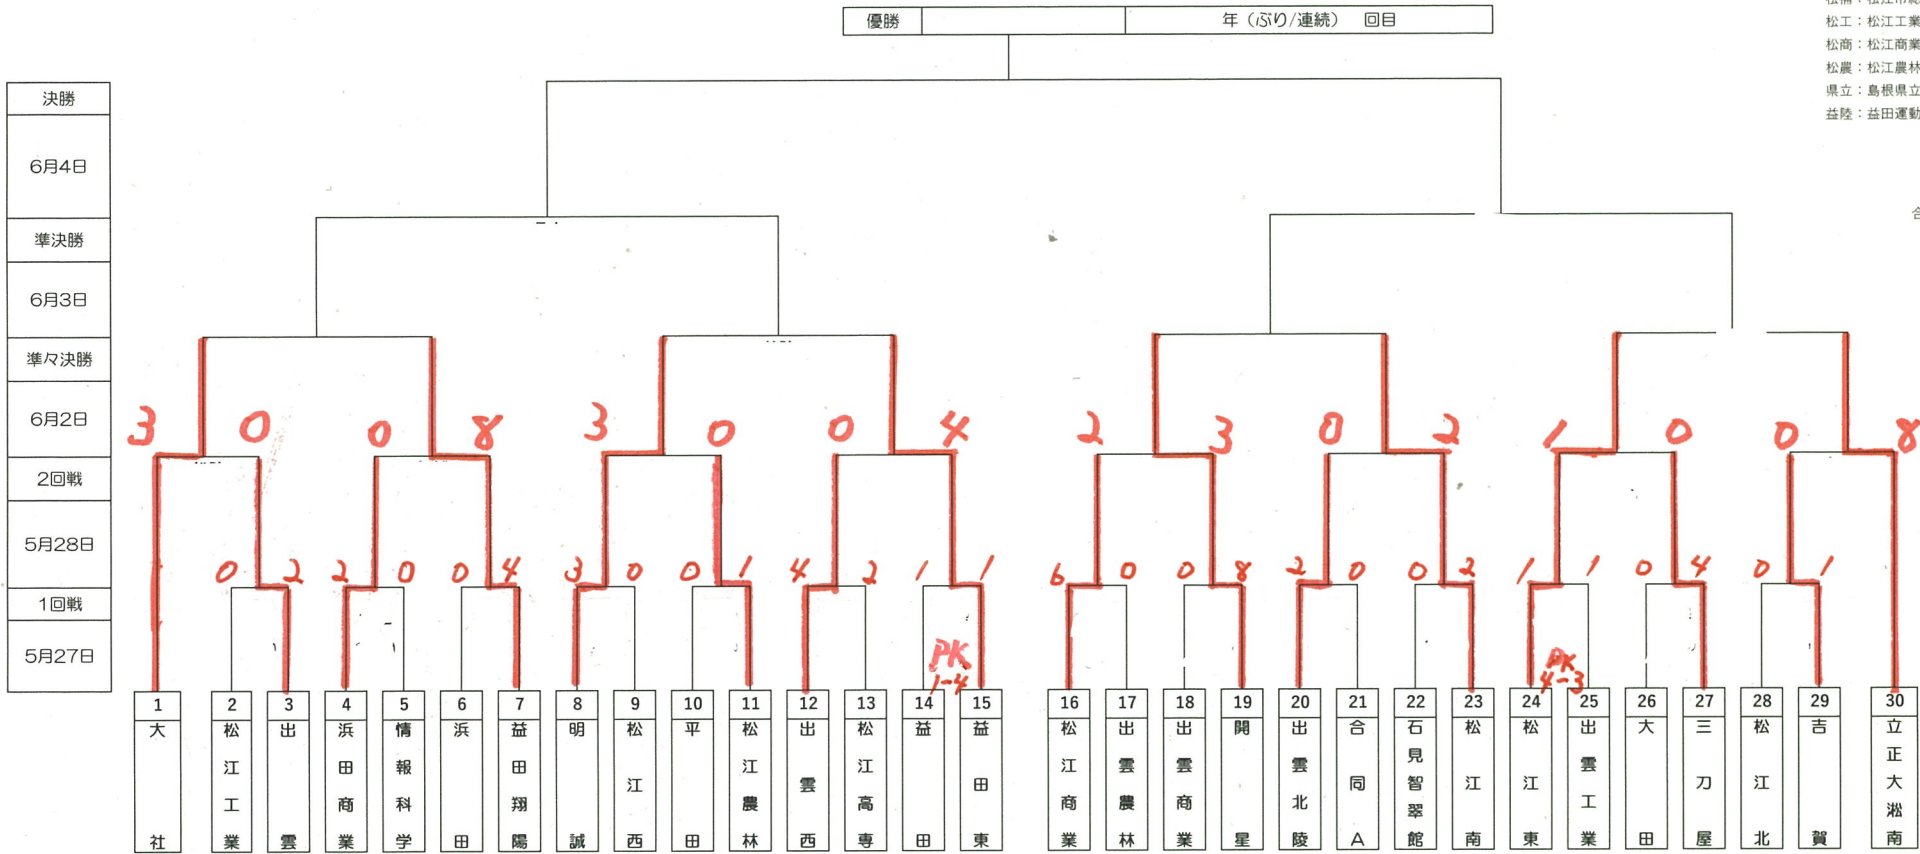 優勝 年（ぶり/連続） 回目
松工：松江工業
松商：松江商業
松農：松江農林
県立：島根県立
益陸：益田運動
決勝
6月4日
準決勝
6月3日
準々決勝
6月2日
3 0 0 8 3 0 0 4 2 3 0 2 1 0 0 8
2回戦
5月28日
0 2 2 0 0 4 3 0 0 1 4 2 1 1 6 0 0 8 2 0 0 2 1 1 0 4 0 1
1回戦
5月27日
PK 1-4
PK 4-3
1 2 3 4 5 6 7 8 9 10 11 12 13 14 15 16 17 18 19 20 21 22 23 24 25 26 27 28 29 30
大社
松江工業
出雲
浜田商業
情報科学
浜田
益田翔陽
明誠
松江西
平田
松江農林
出雲西
松江高専
益田
益田東
松江商業
出雲農林
出雲商業
開星
出雲北陵
合同A
石見智翠館
松江南
松江東
出雲工業
大田
三刀屋
松江北
吉賀
立正大淞南